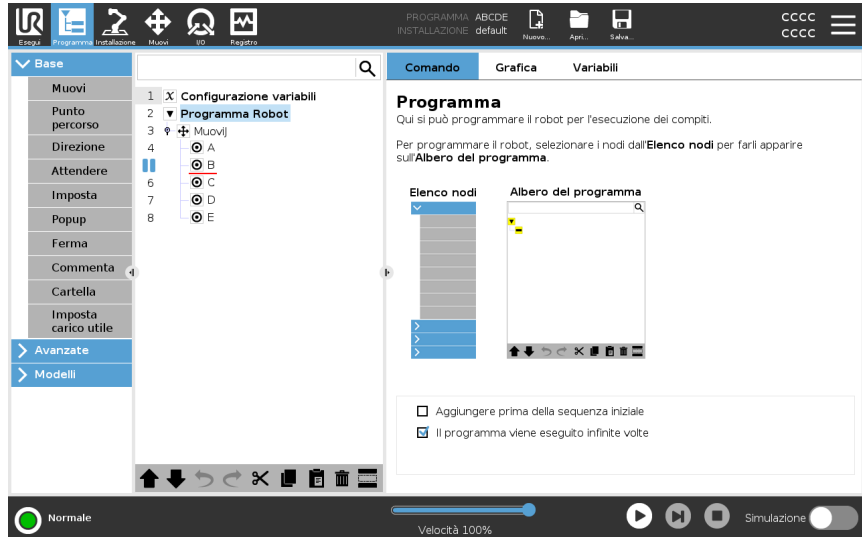 UR
Esegui
Programma
Installazione
Muovi
I/O
Registro
PROGRAMMA ABCDE
INSTALLAZIONE default
Nuovo...
Apri...
Salva...
CCCC
CCCC
Base
Muovi
Punto
percorso
Direzione
Attendere
Imposta
Popup
Ferma
Commenta
Cartella
Imposta
carico utile
Avanzate
Modelli
1 X Configurazione variabili
2 Programma Robot
3 MuoviJ
4 A
B
6 C
7 D
8 E
Comando Grafica Variabili
Programma
Qui si può programmare il robot per l'esecuzione dei compiti.
Per programmare il robot, selezionare i nodi dall'Elenco nodi per farli apparire
sull'Albero del programma.
Elenco nodi Albero del programma
Aggiungere prima della sequenza iniziale
Il programma viene eseguito infinite volte
Normale
Velocità 100%
Simulazione